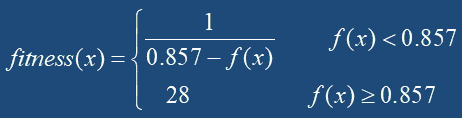 fitness(x) = { 1 / (0.857 − f(x))    f(x) < 0.857
28    f(x) ≥ 0.857